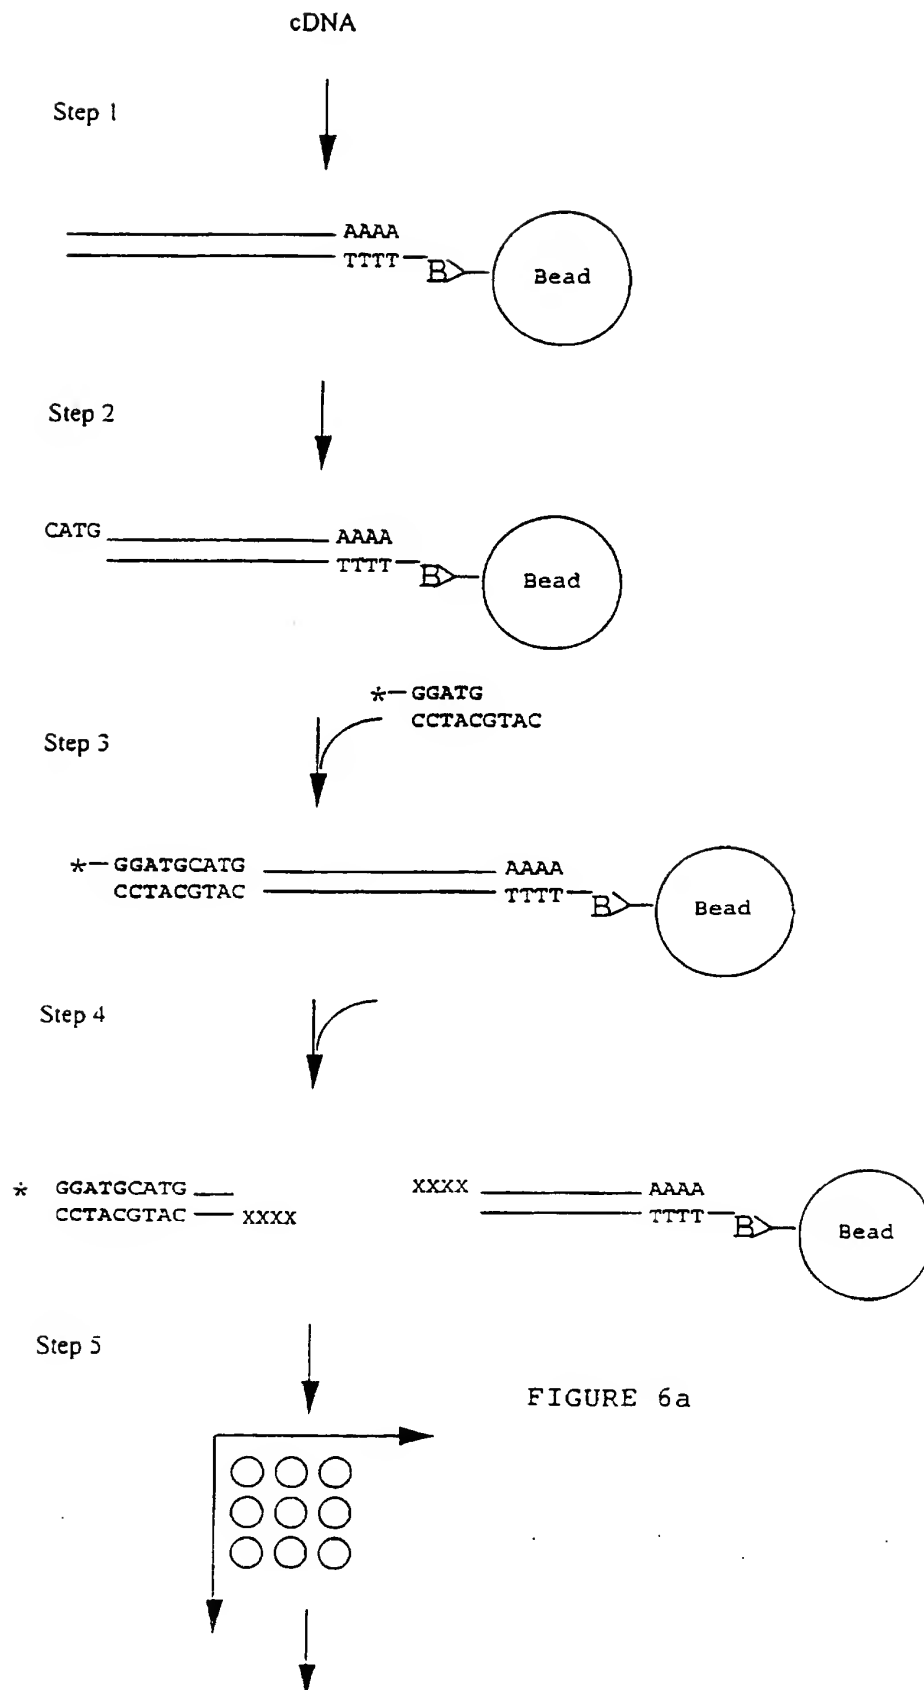 cDNA
Step 1
AAAA
TTTT
B
Bead
Step 2
CATG
AAAA
TTTT
B
Bead
*—GGATG
CCTACGTAC
Step 3
*—GGATGCATG
CCTACGTAC
AAAA
TTTT
B
Bead
Step 4
* GGATGCATG
CCTACGTAC
XXXX
XXXX
AAAA
TTTT
B
Bead
Step 5
FIGURE 6a